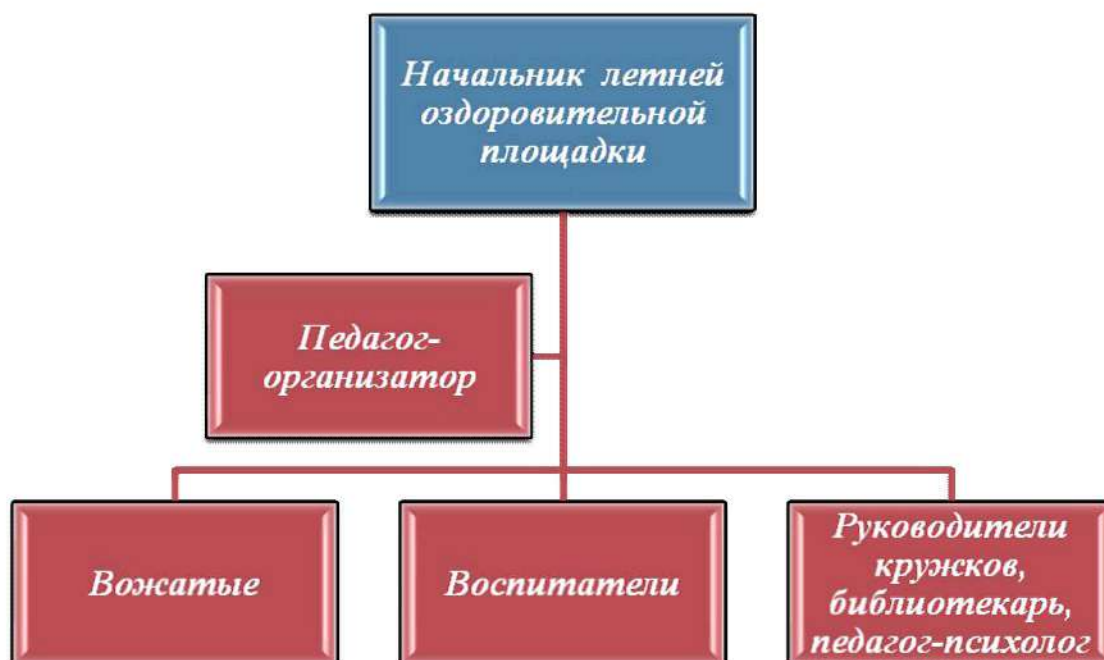 Начальник летней
оздоровительной
площадки
Педагог-
организатор
Вожатые
Воспитатели
Руководители
кружков,
библиотекарь,
педагог-психолог